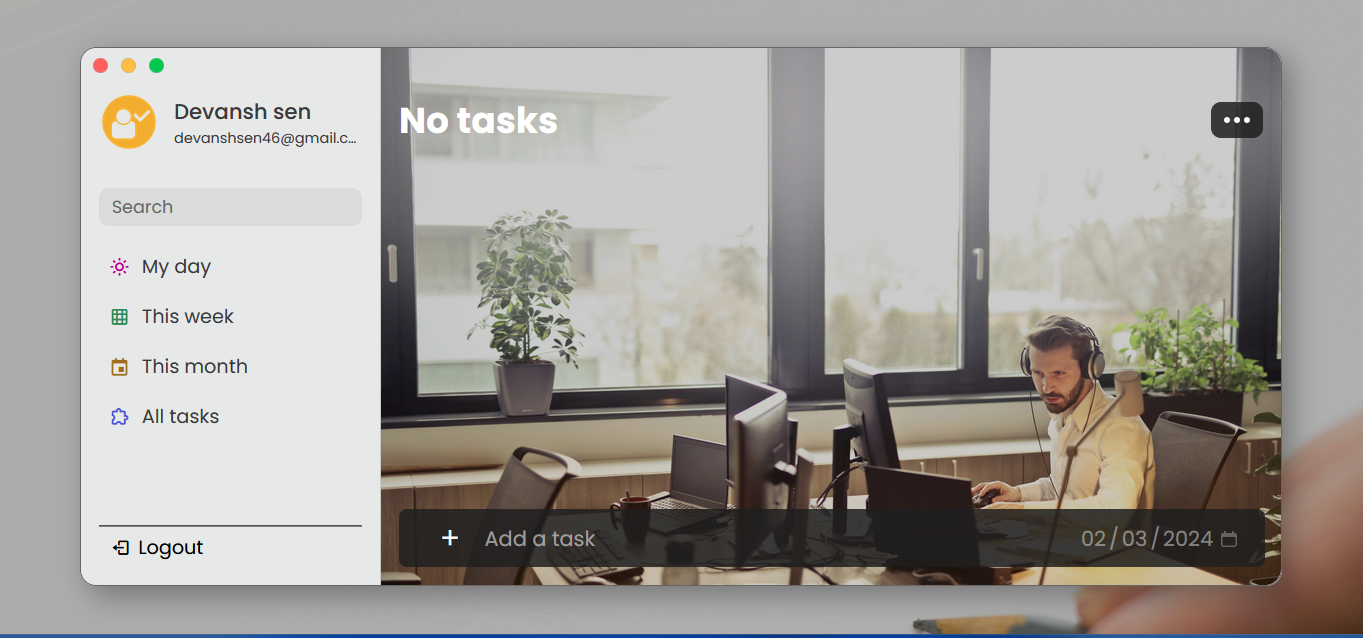 Devansh sen
devanshsen46@gmail.c...
Search
My day
This week
This month
All tasks
Logout
No tasks
Add a task
02/03/2024